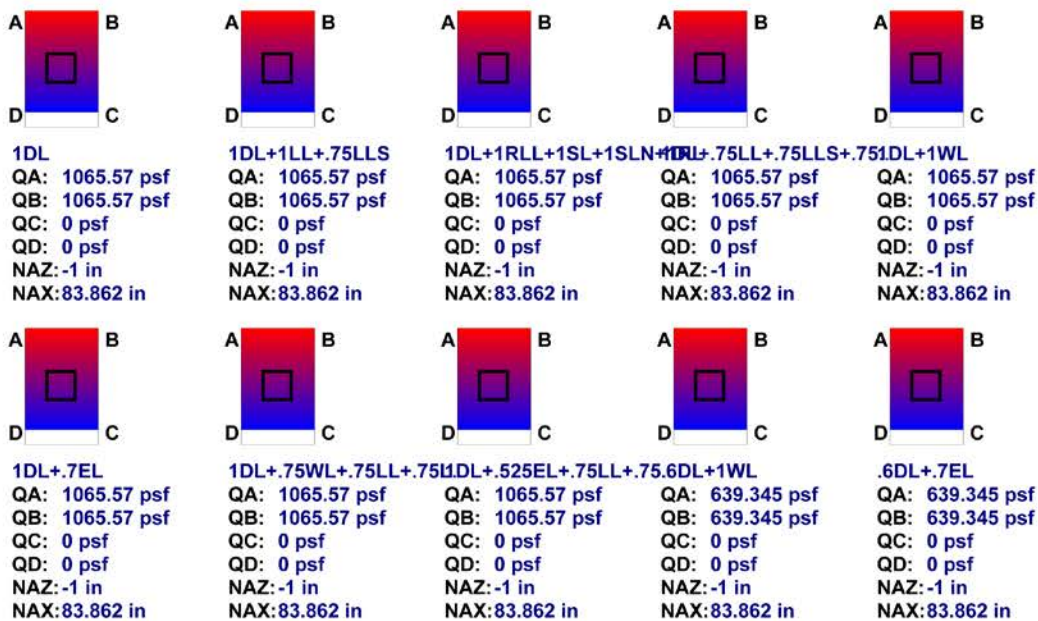 A B A B A B A B A B
D C D C D C D C D C
1DL 1DL+1LL+.75LLS 1DL+1RLL+1SL+1SLN+ +.75LL+.75LLS+.75 DL+1WL
QA: 1065.57 psf QA: 1065.57 psf QA: 1065.57 psf QA: 1065.57 psf QA: 1065.57 psf
QB: 1065.57 psf QB: 1065.57 psf QB: 1065.57 psf QB: 1065.57 psf QB: 1065.57 psf
QC: 0 psf QC: 0 psf QC: 0 psf QC: 0 psf QC: 0 psf
QD: 0 psf QD: 0 psf QD: 0 psf QD: 0 psf QD: 0 psf
NAZ: -1 in NAZ: -1 in NAZ: -1 in NAZ: -1 in NAZ: -1 in
NAX: 83.862 in NAX: 83.862 in NAX: 83.862 in NAX: 83.862 in NAX: 83.862 in
A B A B A B A B A B
D C D C D C D C D C
1DL+.7EL 1DL+.75WL+.75LL+.75L DL+.525EL+.75LL+.75 .6DL+1WL .6DL+.7EL
QA: 1065.57 psf QA: 1065.57 psf QA: 1065.57 psf QA: 639.345 psf QA: 639.345 psf
QB: 1065.57 psf QB: 1065.57 psf QB: 1065.57 psf QB: 639.345 psf QB: 639.345 psf
QC: 0 psf QC: 0 psf QC: 0 psf QC: 0 psf QC: 0 psf
QD: 0 psf QD: 0 psf QD: 0 psf QD: 0 psf QD: 0 psf
NAZ: -1 in NAZ: -1 in NAZ: -1 in NAZ: -1 in NAZ: -1 in
NAX: 83.862 in NAX: 83.862 in NAX: 83.862 in NAX: 83.862 in NAX: 83.862 in